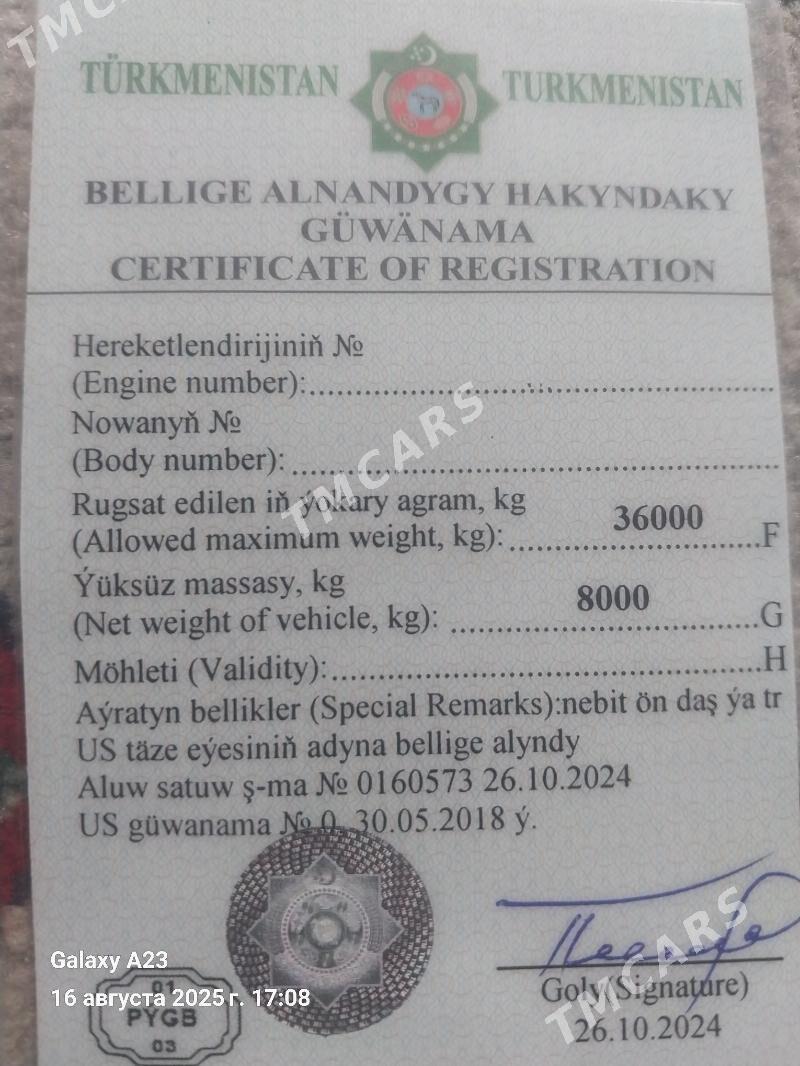 TÜRKMENISTAN TURKMENISTAN
BELLIGE ALNANDYGY HAKYNDAKY
GÜWÄNAMA
CERTIFICATE OF REGISTRATION
Hereketlendirijiniň №
(Engine number):
Nowanyň №
(Body number):
Rugsat edilen iň ýokary agram, kg
(Allowed maximum weight, kg): 36000 F
Ýüksüz massasy, kg
(Net weight of vehicle, kg): 8000 G
Möhleti (Validity): H
Aýratyn bellikler (Special Remarks):nebit ön daş ýa tr
US täze eýesiniň adyna bellige alyndy
Aluw satuw ş-ma № 0160573 26.10.2024
US güwanama № 0 30.05.2018 ý.
Goly(Signature)
26.10.2024
01
PYGB
03
Galaxy A23
16 августа 2025 г. 17:08
TMCARS
TMCARS
TMCARS